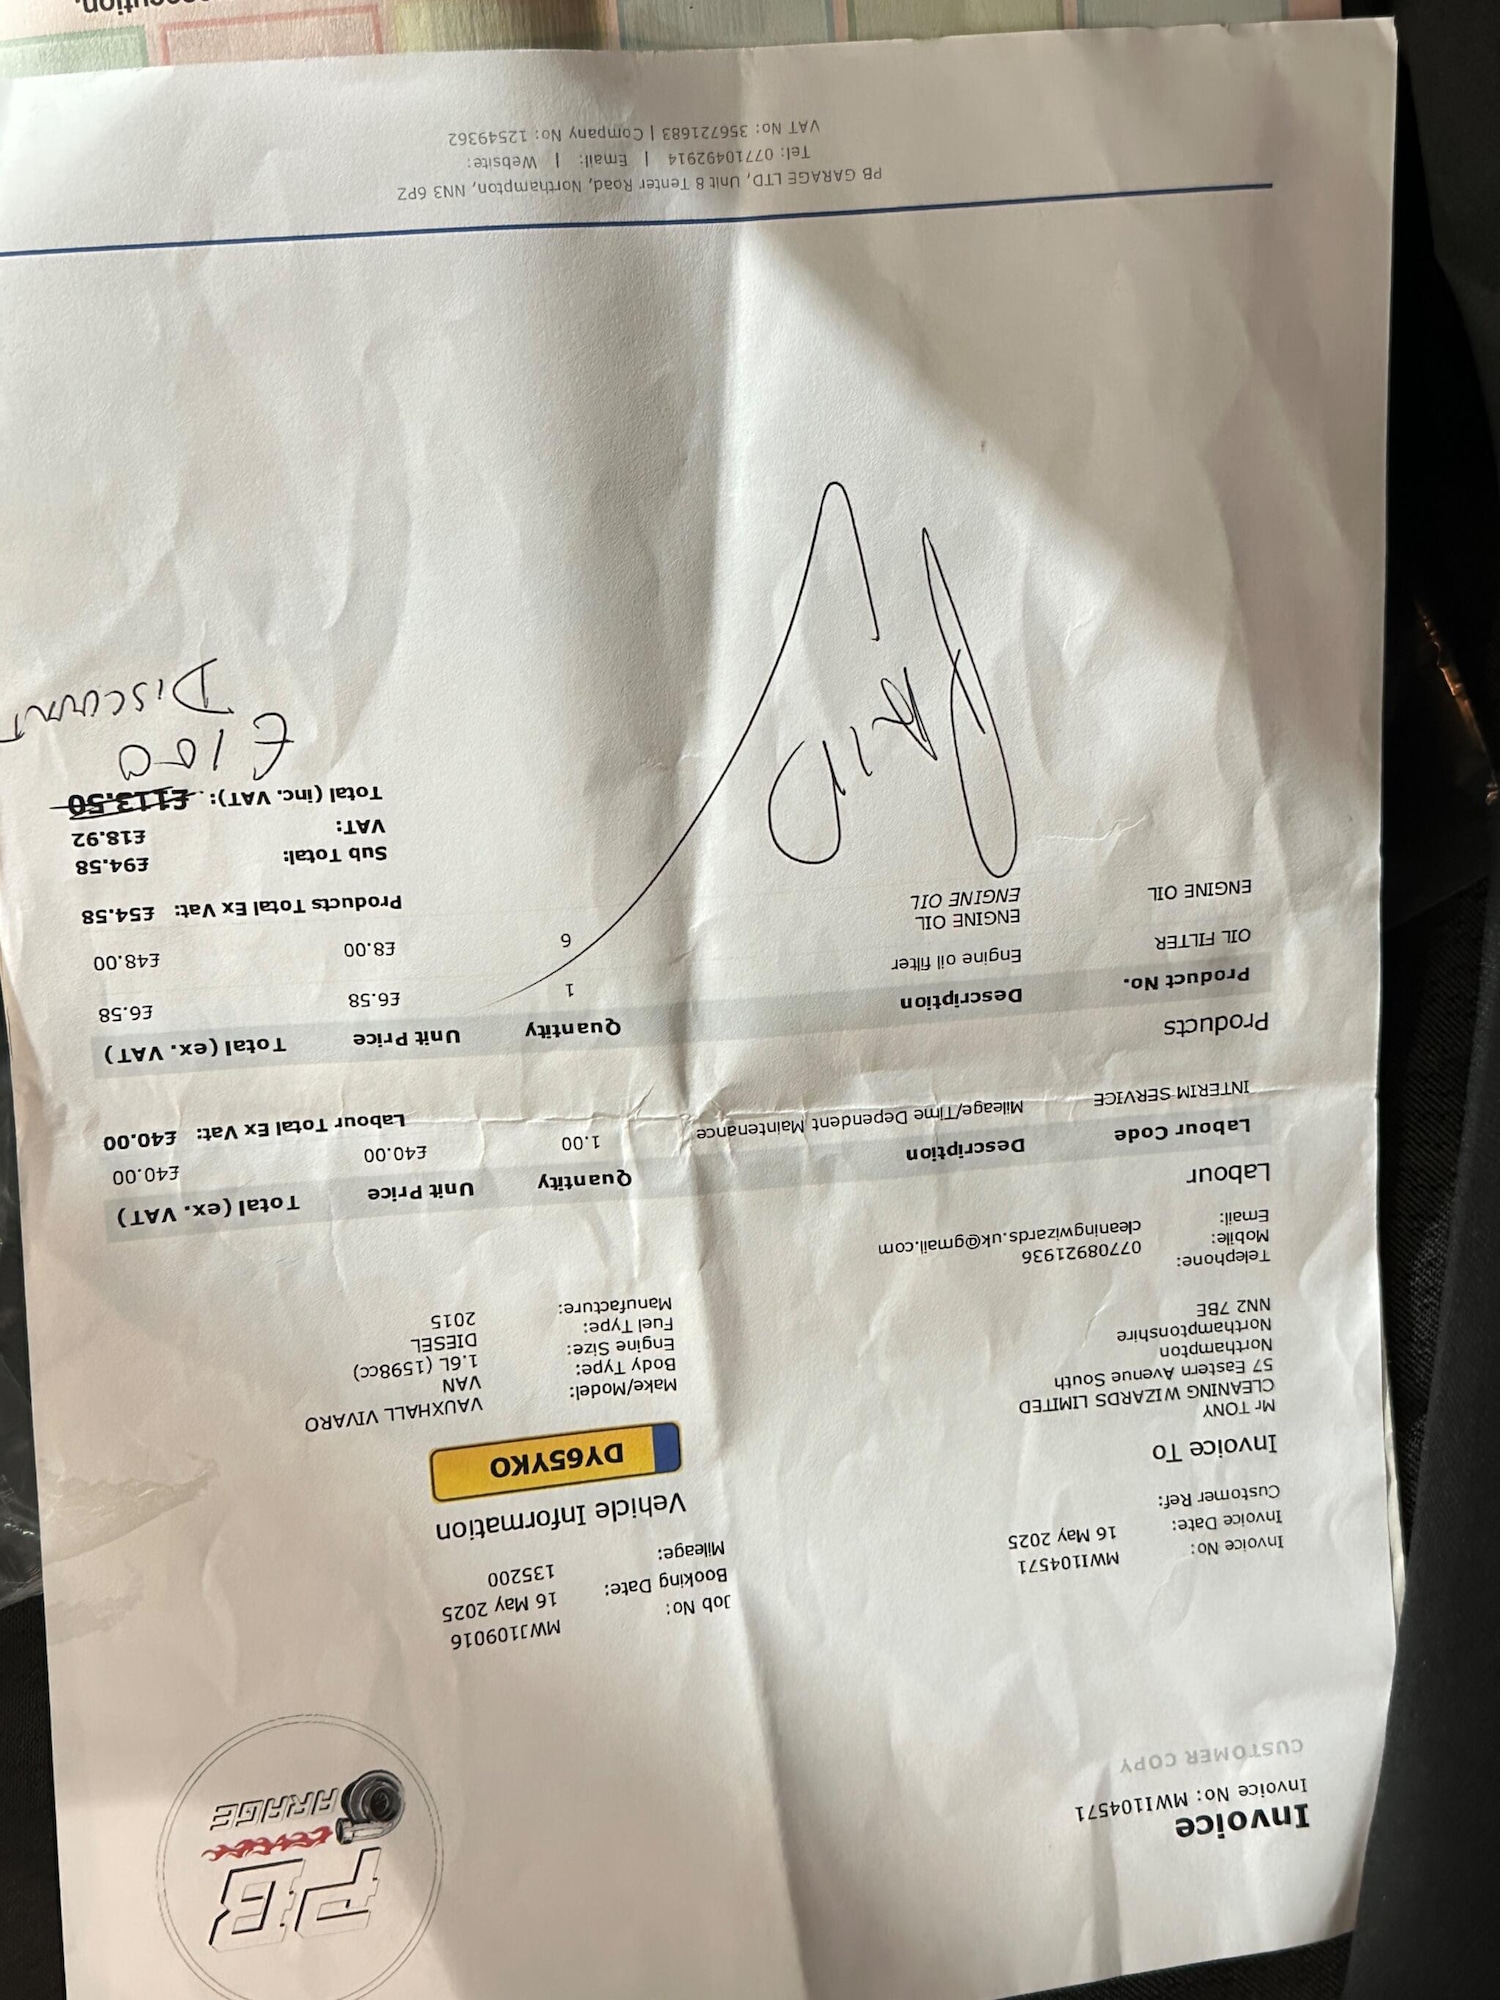 Invoice
Invoice No: MWI104571
CUSTOMER COPY
PB
GARAGE
Invoice No: MWI104571
Invoice Date: 16 May 2025
Customer Ref:
Job No: MWJ109016
Booking Date: 16 May 2025
Mileage: 135200
Invoice To
Mr TONY
CLEANING WIZARDS LIMITED
57 Eastern Avenue South
Northampton
Northamptonshire
NN2 7BE
Telephone: 07708921936
Mobile:
Email: cleaningwizards.uk@gmail.com
Vehicle Information
DY65YKO
Make/Model: VAUXHALL VIVARO
Body Type: VAN
Engine Size: 1.6L (1598cc)
Fuel Type: DIESEL
Manufacture: 2015
Labour
Labour Code Description Quantity Unit Price Total (ex. VAT)
INTERIM SERVICE Mileage/Time Dependent Maintenance 1.00 £40.00 £40.00
Labour Total Ex Vat: £40.00
Products
Product No. Description Quantity Unit Price Total (ex. VAT)
OIL FILTER Engine oil filter 1 £6.58 £6.58
ENGINE OIL ENGINE OIL 6 £8.00 £48.00
ENGINE OIL
Products Total Ex Vat: £54.58
Sub Total: £94.58
VAT: £18.92
Total (inc. VAT): £113.50
£100
DISCOUNT
PAID
PB GARAGE LTD, Unit 8 Tenter Road, Northampton, NN3 6PZ
Tel: 07710492914 | Email: | Website:
VAT No: 356721683 | Company No: 12549362